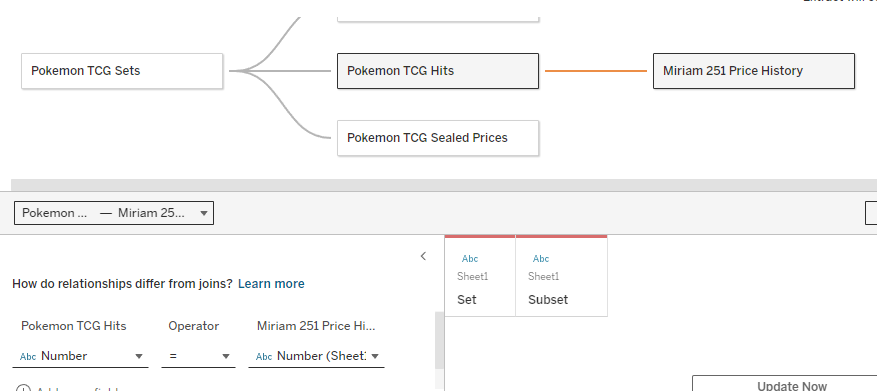 Pokemon TCG Sets
Pokemon TCG Hits
Miriam 251 Price History
Pokemon TCG Sealed Prices
Pokemon ... — Miriam 25...
How do relationships differ from joins? Learn more
Pokemon TCG Hits Operator Miriam 251 Price Hi...
Abc Number = Abc Number (Sheet1
Abc Abc
Sheet1 Sheet1
Set Subset
Update Now